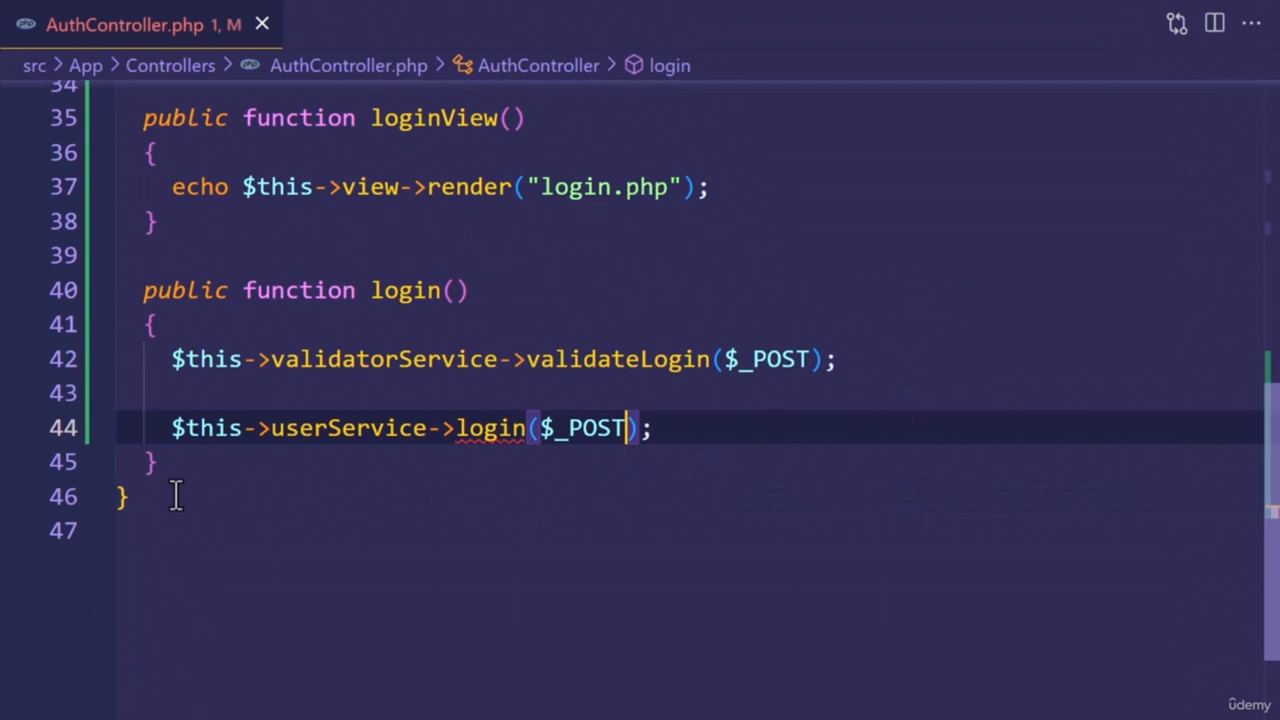 AuthController.php 1, M
src > App > Controllers > AuthController.php > AuthController > login
34
35 public function loginView()
36 {
37 echo $this->view->render("login.php");
38 }
39
40 public function login()
41 {
42 $this->validatorService->validateLogin($_POST);
43
44 $this->userService->login($_POST);
45 }
46 }
47
ûdemy